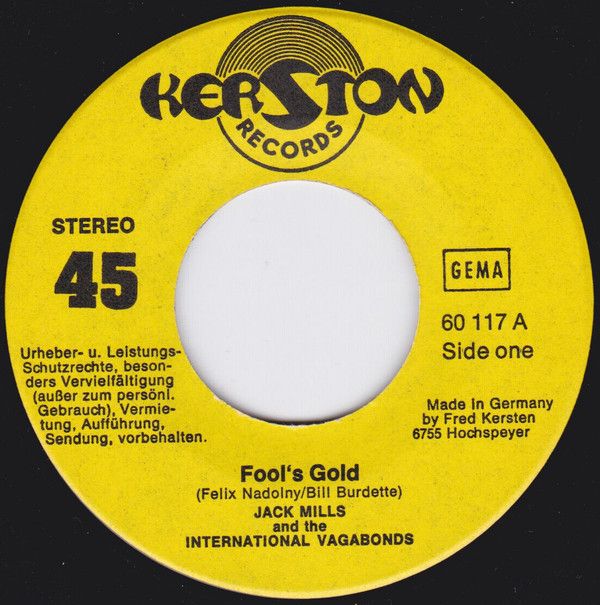 KERSTON
RECORDS
STEREO
45
GEMA
60 117 A
Side one
Urheber- u. Leistungs-
Schutzrechte, beson-
ders Vervielfältigung
(außer zum persönl.
Gebrauch), Vermie-
tung, Aufführung,
Sendung, vorbehalten.
Made in Germany
by Fred Kersten
6755 Hochspeyer
Fool's Gold
(Felix Nadolny/Bill Burdette)
JACK MILLS
and the
INTERNATIONAL VAGABONDS